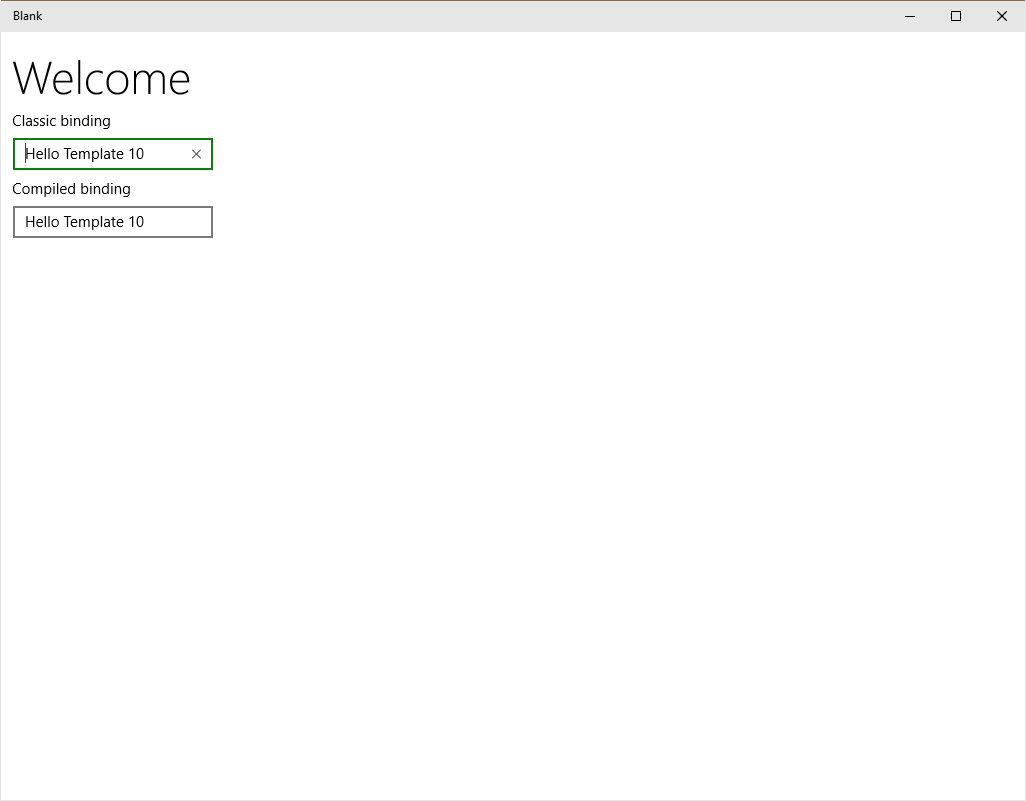 Blank
Welcome
Classic binding
Hello Template 10
Compiled binding
Hello Template 10